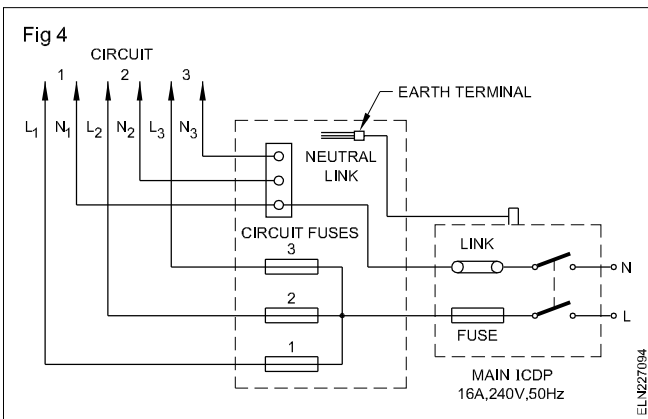 Fig 4
CIRCUIT
1 2 3
L1 N1 L2 N2 L3 N3
EARTH TERMINAL
NEUTRAL
LINK
CIRCUIT FUSES
3
2
1
LINK
N
FUSE
L
MAIN ICDP
16A,240V,50Hz
ELN227094